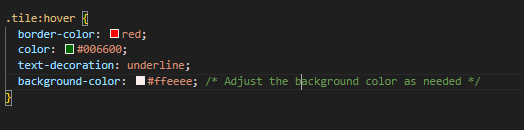 .tile:hover {
border-color: red;
color: #006600;
text-decoration: underline;
background-color: #ffeeee; /* Adjust the background color as needed */
}